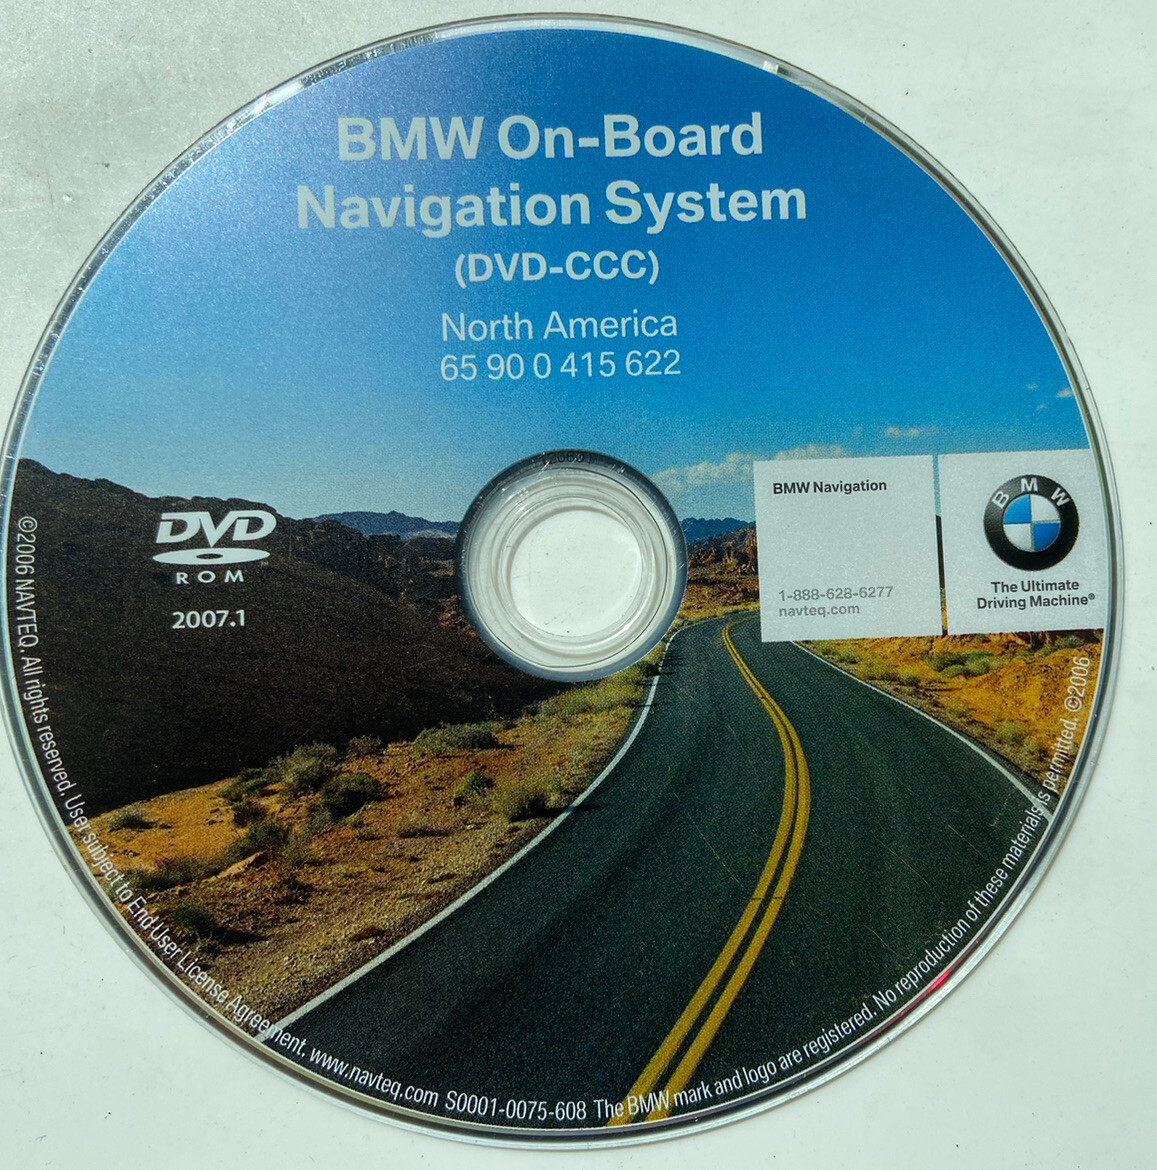 BMW On-Board
Navigation System
(DVD-CCC)
North America
65 90 0 415 622
BMW Navigation
1-888-628-6277
navteq.com
BMW
The Ultimate
Driving Machine®
DVD
ROM
™
2007.1
©2006 NAVTEQ. All rights reserved. User subject to End-User License Agreement. www.navteq.com S0001-0075-608 The BMW mark and logo are registered. No reproduction of these materials is permitted. ©2006